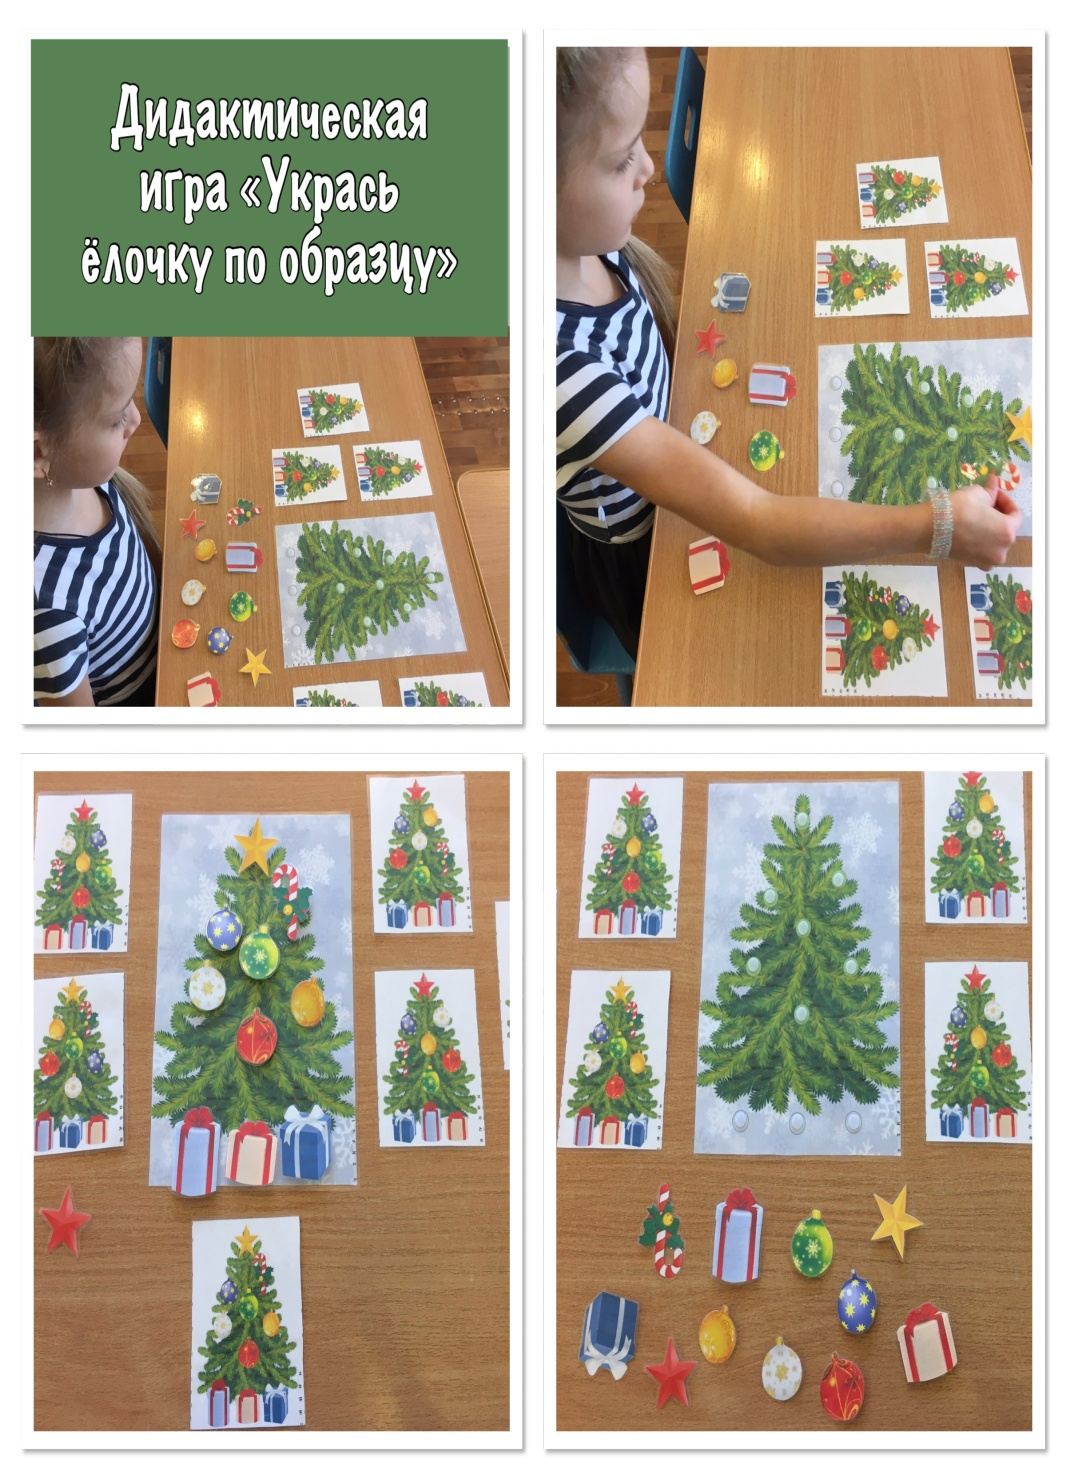 Дидактическая
игра «Укрась
ёлочку по образцу»